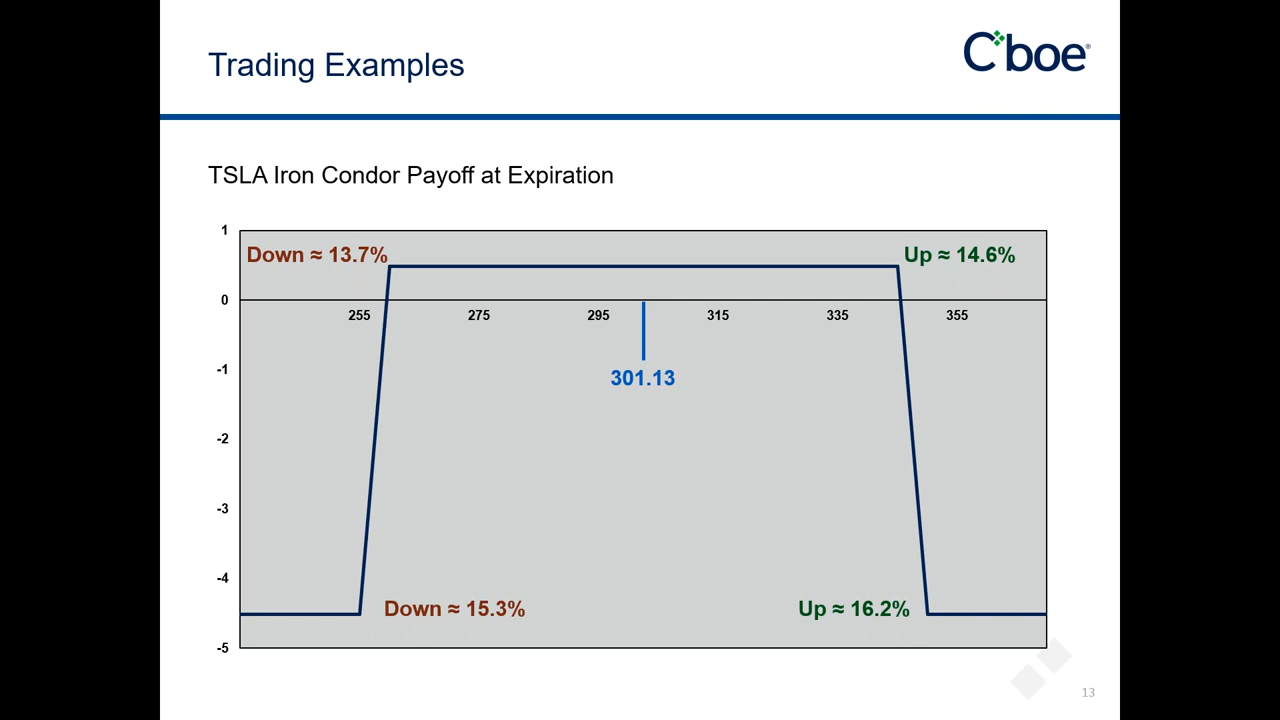 Trading Examples
Cboe®
TSLA Iron Condor Payoff at Expiration
1
Down ≈ 13.7%
Up ≈ 14.6%
0
255 275 295 315 335 355
-1
301.13
-2
-3
-4
Down ≈ 15.3%
Up ≈ 16.2%
-5
13